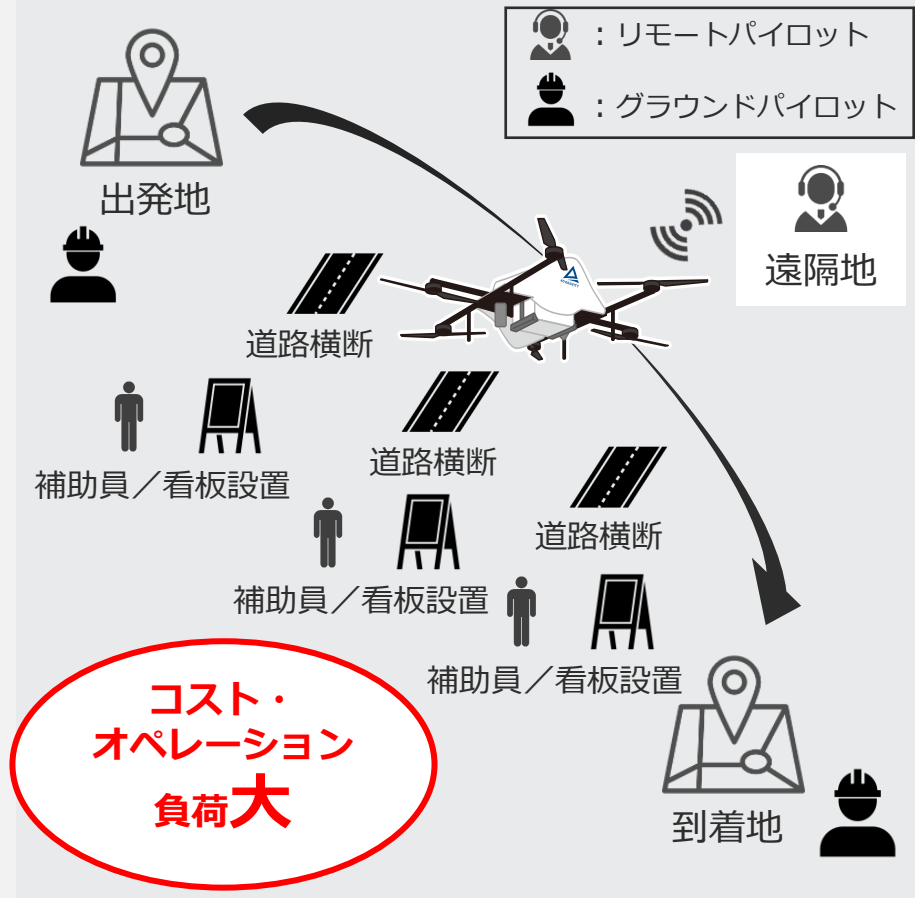 ：リモートパイロット
：グラウンドパイロット
出発地
遠隔地
道路横断
道路横断
補助員／看板設置
道路横断
補助員／看板設置
補助員／看板設置
コスト・
オペレーション
負荷大
到着地